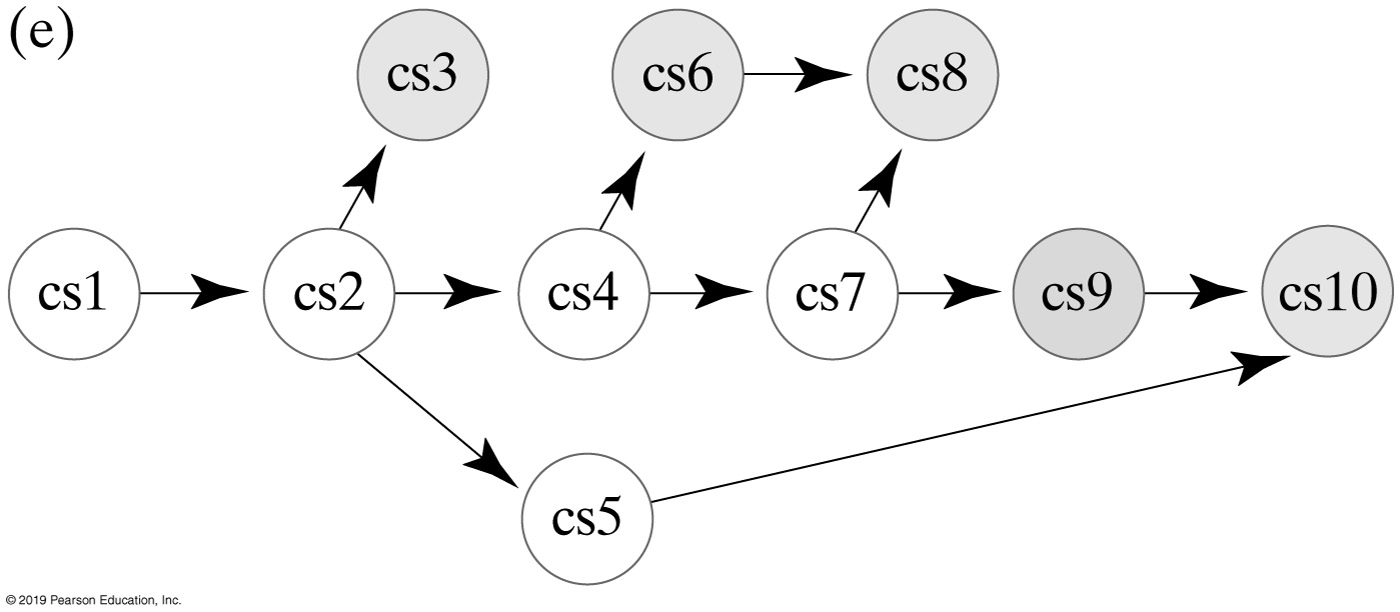 (e)
cs3
cs6
cs8
cs1
cs2
cs4
cs7
cs9
cs10
cs5
© 2019 Pearson Education, Inc.